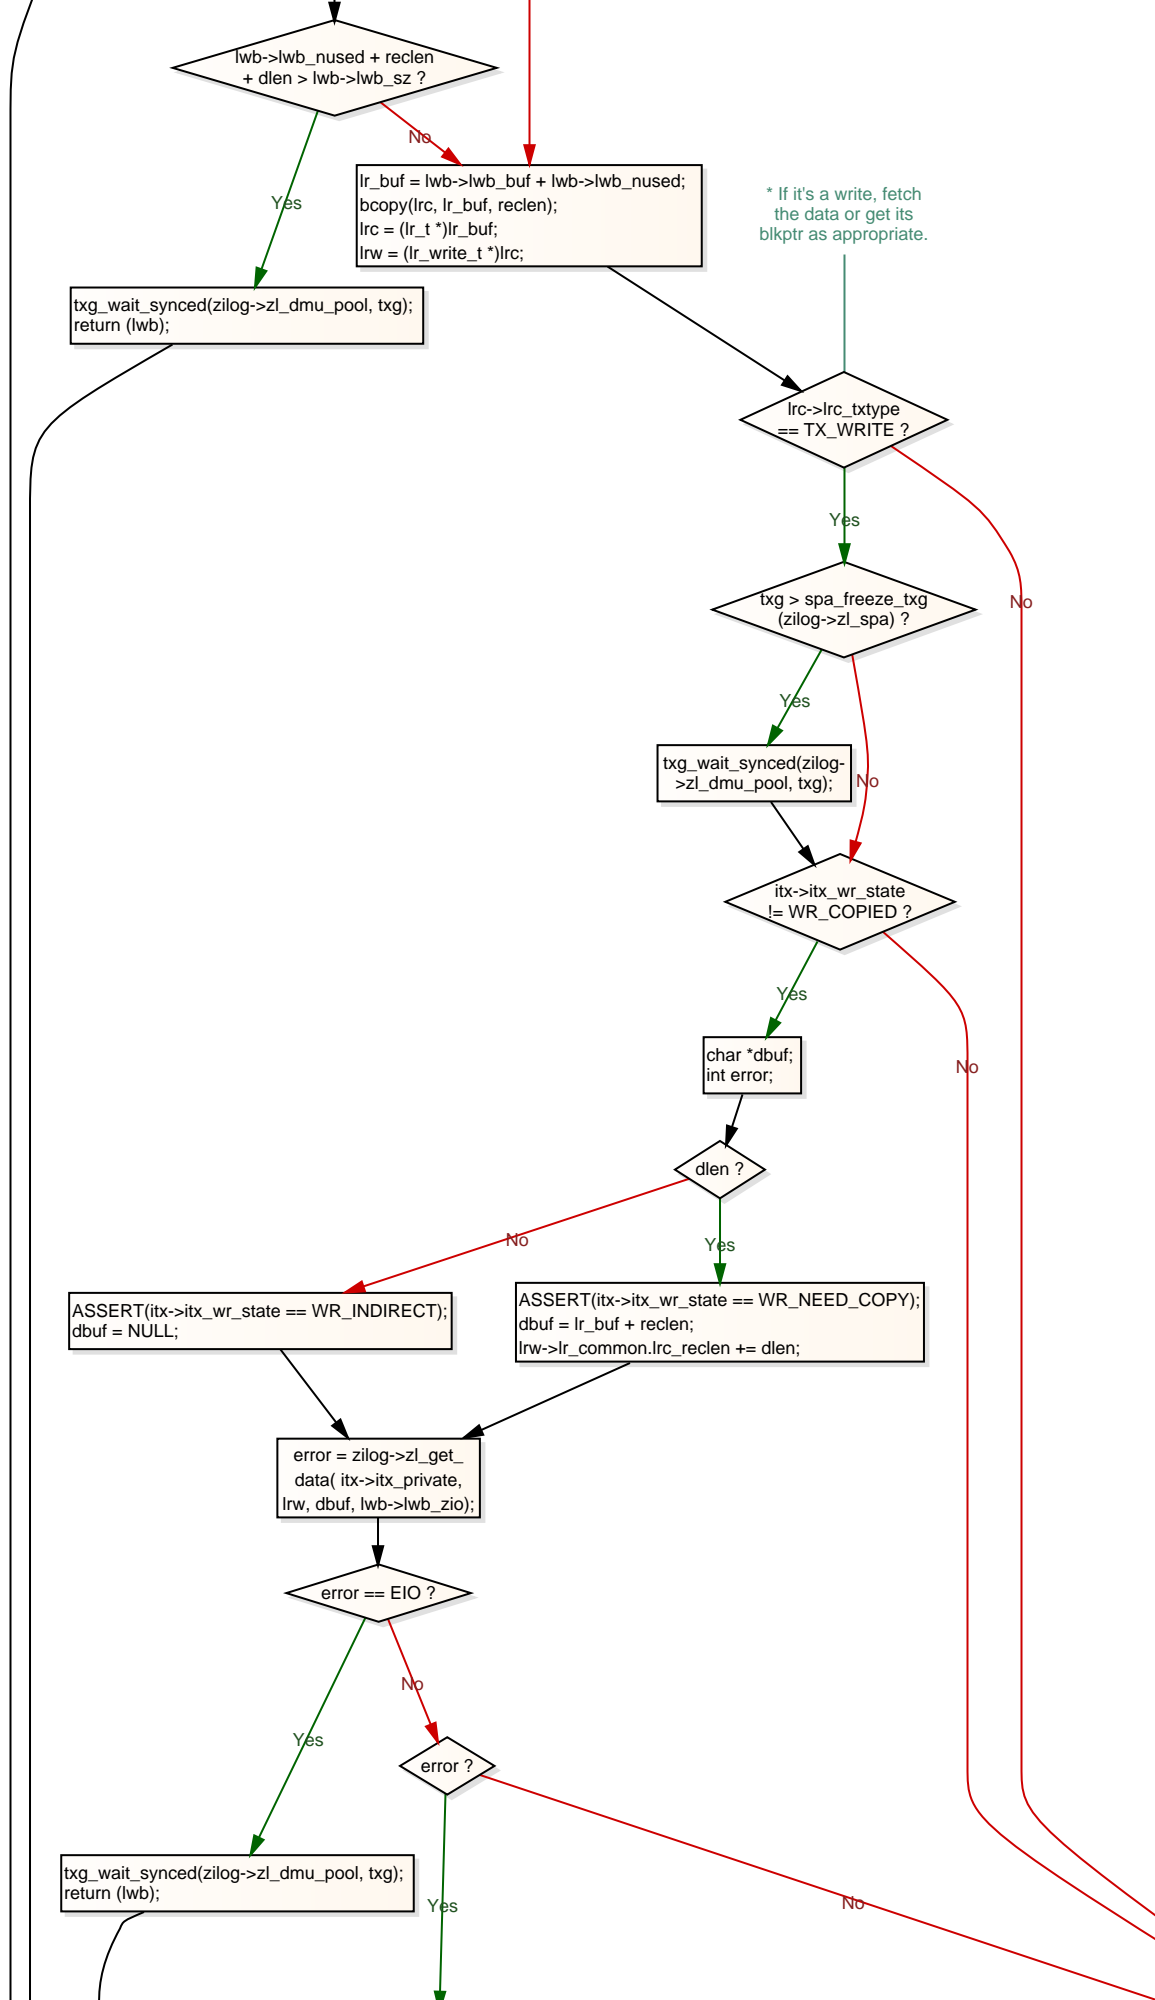 lwb->lwb_nused + reclen
+ dlen > lwb->lwb_sz ?
No
Yes
lr_buf = lwb->lwb_buf + lwb->lwb_nused;
bcopy(lrc, lr_buf, reclen);
lrc = (lr_t *)lr_buf;
lrw = (lr_write_t *)lrc;
* If it's a write, fetch
the data or get its
blkptr as appropriate.
txg_wait_synced(zilog->zl_dmu_pool, txg);
return (lwb);
lrc->lrc_txtype
== TX_WRITE ?
Yes
No
txg > spa_freeze_txg
(zilog->zl_spa) ?
Yes
No
txg_wait_synced(zilog-
>zl_dmu_pool, txg);
itx->itx_wr_state
!= WR_COPIED ?
Yes
No
char *dbuf;
int error;
dlen ?
No
Yes
ASSERT(itx->itx_wr_state == WR_INDIRECT);
dbuf = NULL;
ASSERT(itx->itx_wr_state == WR_NEED_COPY);
dbuf = lr_buf + reclen;
lrw->lr_common.lrc_reclen += dlen;
error = zilog->zl_get_
data( itx->itx_private,
lrw, dbuf, lwb->lwb_zio);
error == EIO ?
No
Yes
error ?
txg_wait_synced(zilog->zl_dmu_pool, txg);
return (lwb);
Yes
No